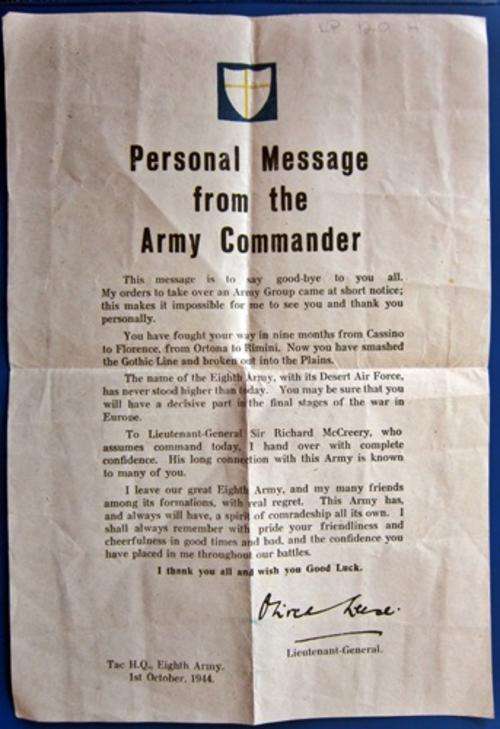 Personal Message
from the
Army Commander
This message is to say good-bye to you all.
My orders to take over an Army Group came at short notice;
this makes it impossible for me to see you and thank you
personally.
You have fought your way in nine months from Cassino
to Florence, from Ortona to Rimini. Now you have smashed
the Gothic Line and broken out into the Plains.
The name of the Eighth Army, with its Desert Air Force,
has never stood higher than today. You may be sure that you
will have a decisive part in the final stages of the war in
Europe.
To Lieutenant-General Sir Richard McCreery, who
assumes command today, I hand over with complete
confidence. His long connection with this Army is known
to many of you.
I leave our great Eighth Army, and my many friends
among its formations, with real regret. This Army has,
and always will have, a spirit of comradeship all its own. I
shall always remember with pride your friendliness and
cheerfulness in good times and bad, and the confidence you
have placed in me throughout our battles.
I thank you all and wish you Good Luck.
Oliver Leese.
Lieutenant-General.
Tac H.Q., Eighth Army.
1st October, 1944.